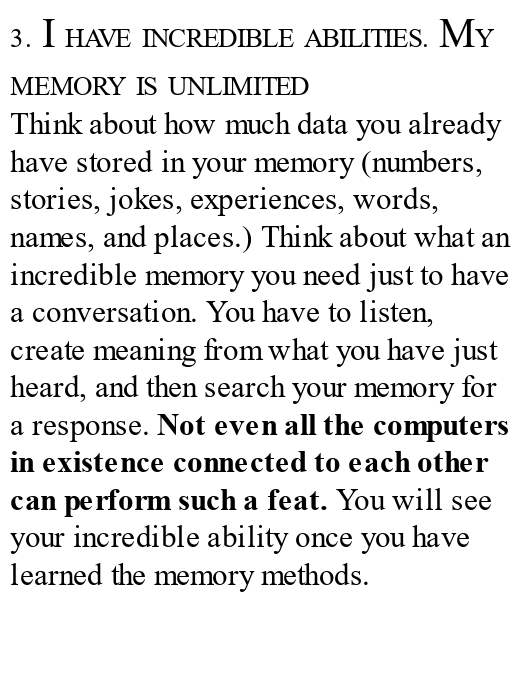 3. I HAVE INCREDIBLE ABILITIES. MY
MEMORY IS UNLIMITED
Think about how much data you already
have stored in your memory (numbers,
stories, jokes, experiences, words,
names, and places.) Think about what an
incredible memory you need just to have
a conversation. You have to listen,
create meaning from what you have just
heard, and then search your memory for
a response. Not even all the computers
in existence connected to each other
can perform such a feat. You will see
your incredible ability once you have
learned the memory methods.